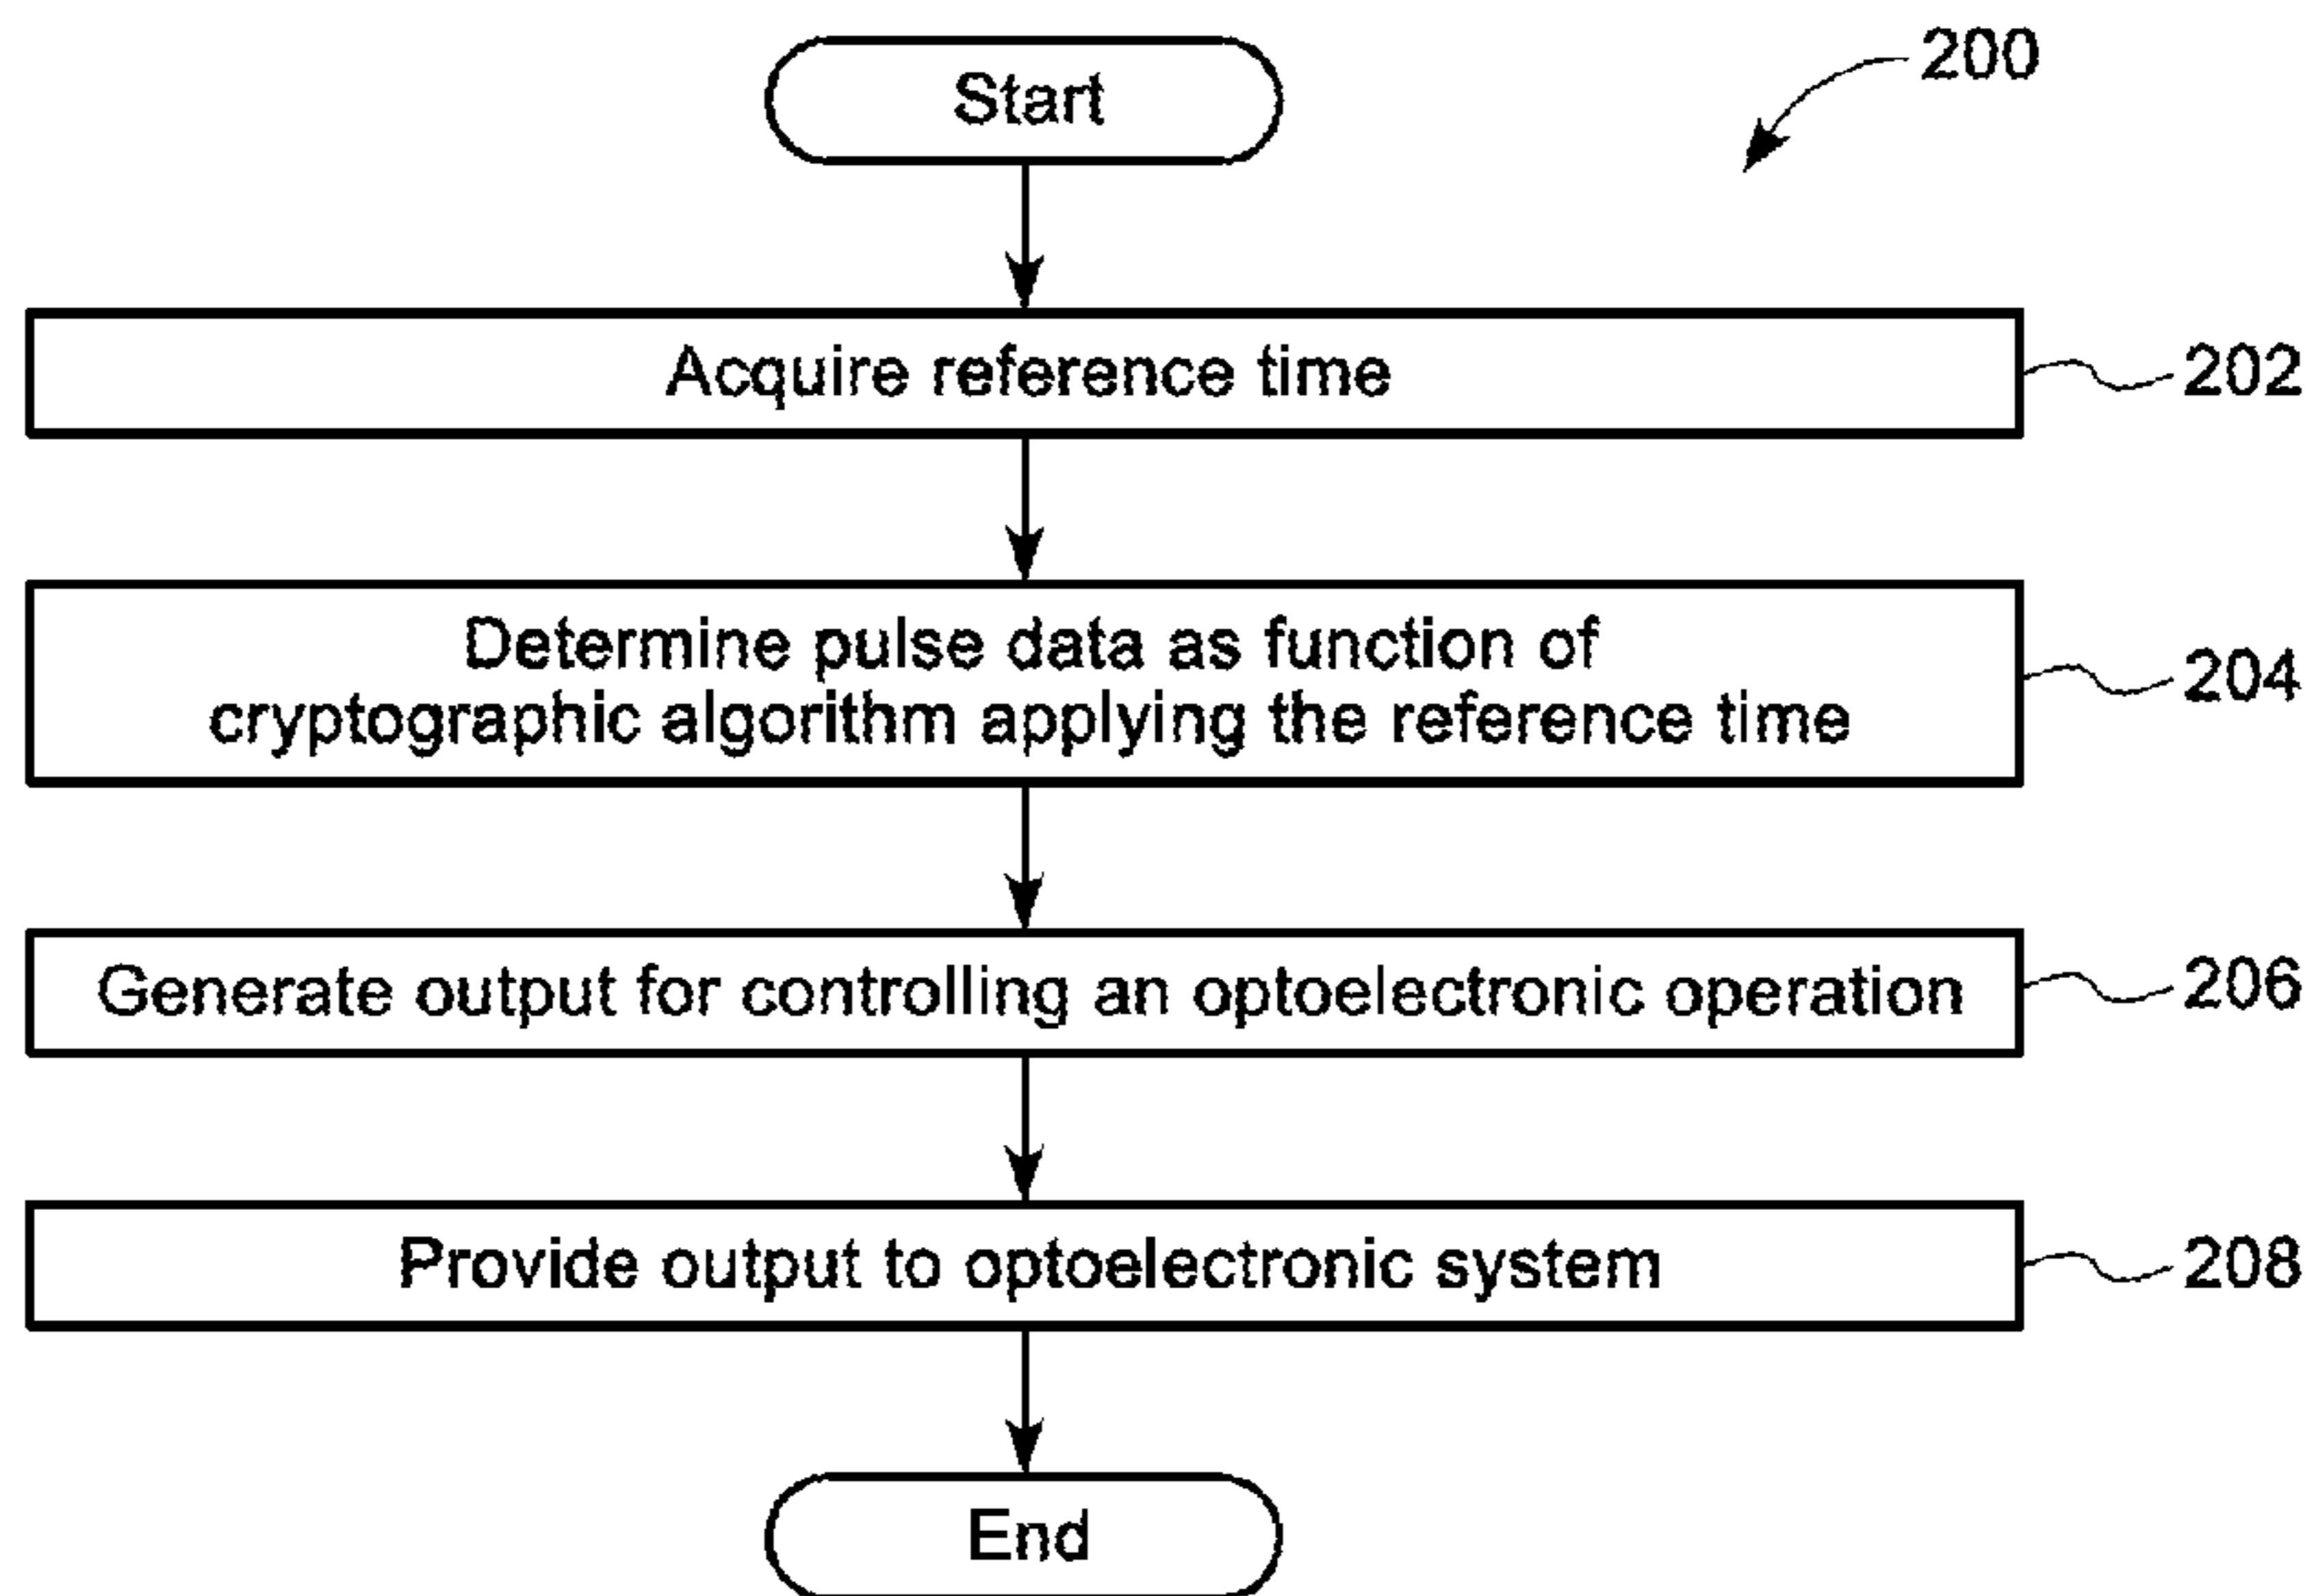 Start
200
Acquire reference time
202
Determine pulse data as function of
cryptographic algorithm applying the reference time
204
Generate output for controlling an optoelectronic operation
206
Provide output to optoelectronic system
208
End